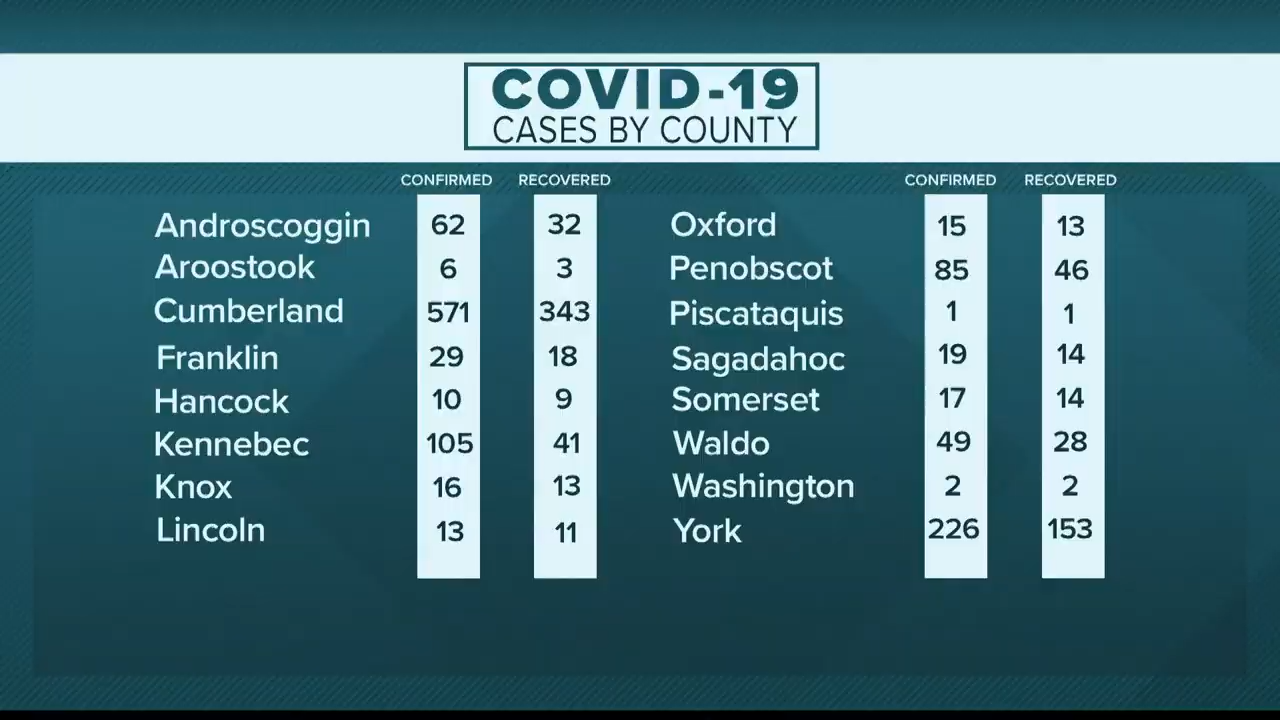 COVID-19
CASES BY COUNTY
CONFIRMED RECOVERED CONFIRMED RECOVERED
Androscoggin 62 32 Oxford 15 13
Aroostook 6 3 Penobscot 85 46
Cumberland 571 343 Piscataquis 1 1
Franklin 29 18 Sagadahoc 19 14
Hancock 10 9 Somerset 17 14
Kennebec 105 41 Waldo 49 28
Knox 16 13 Washington 2 2
Lincoln 13 11 York 226 153